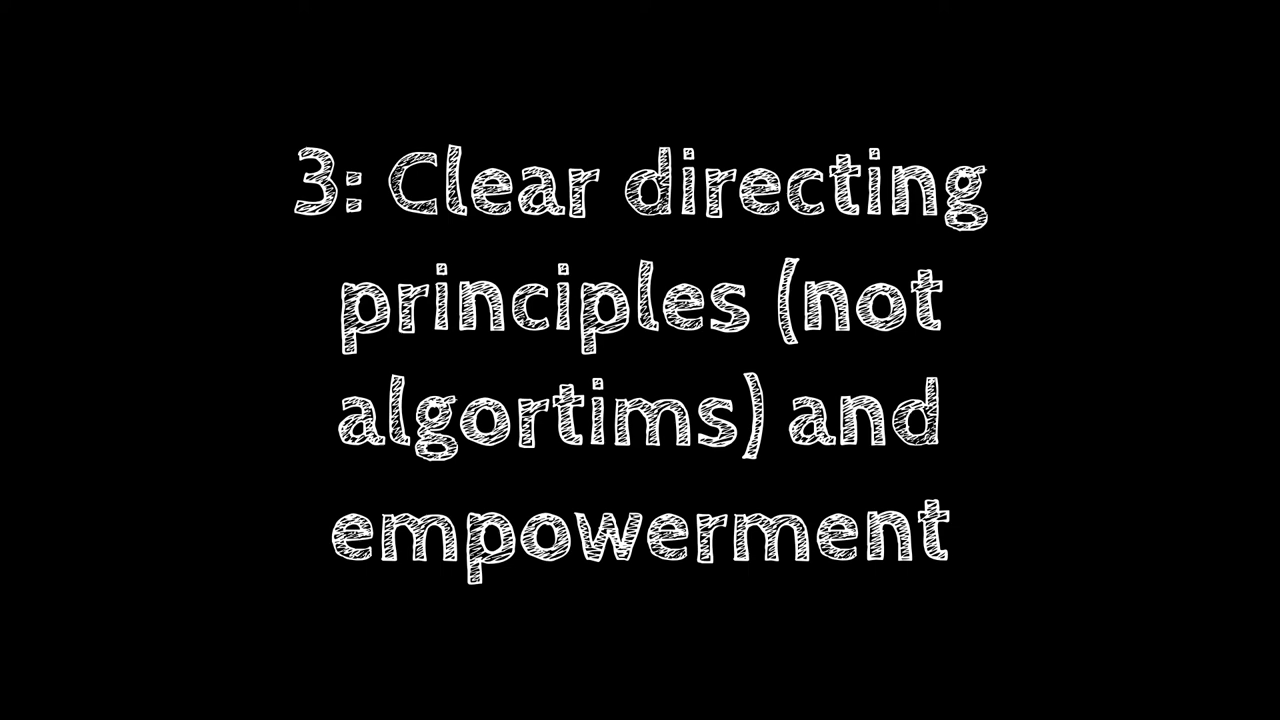 3: Clear directing
principles (not
algortims) and
empowerment